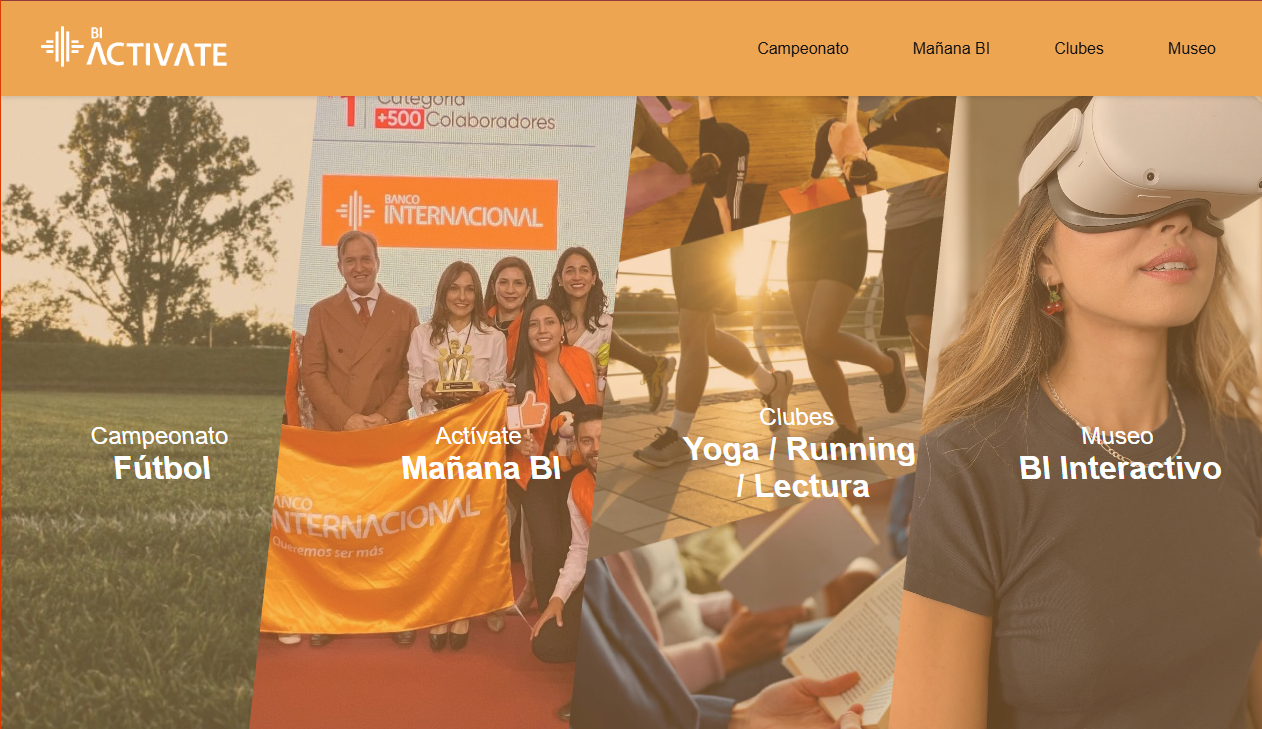 BI
ACTIVATE
Campeonato
Mañana BI
Clubes
Museo
1
Categoría
+500 Colaboradores
BANCO
INTERNACIONAL
Campeonato
Fútbol
Activate
Mañana BI
Clubes
Yoga / Running
/ Lectura
Museo
BI Interactivo
BANCO
INTERNACIONAL
Queremos ser más